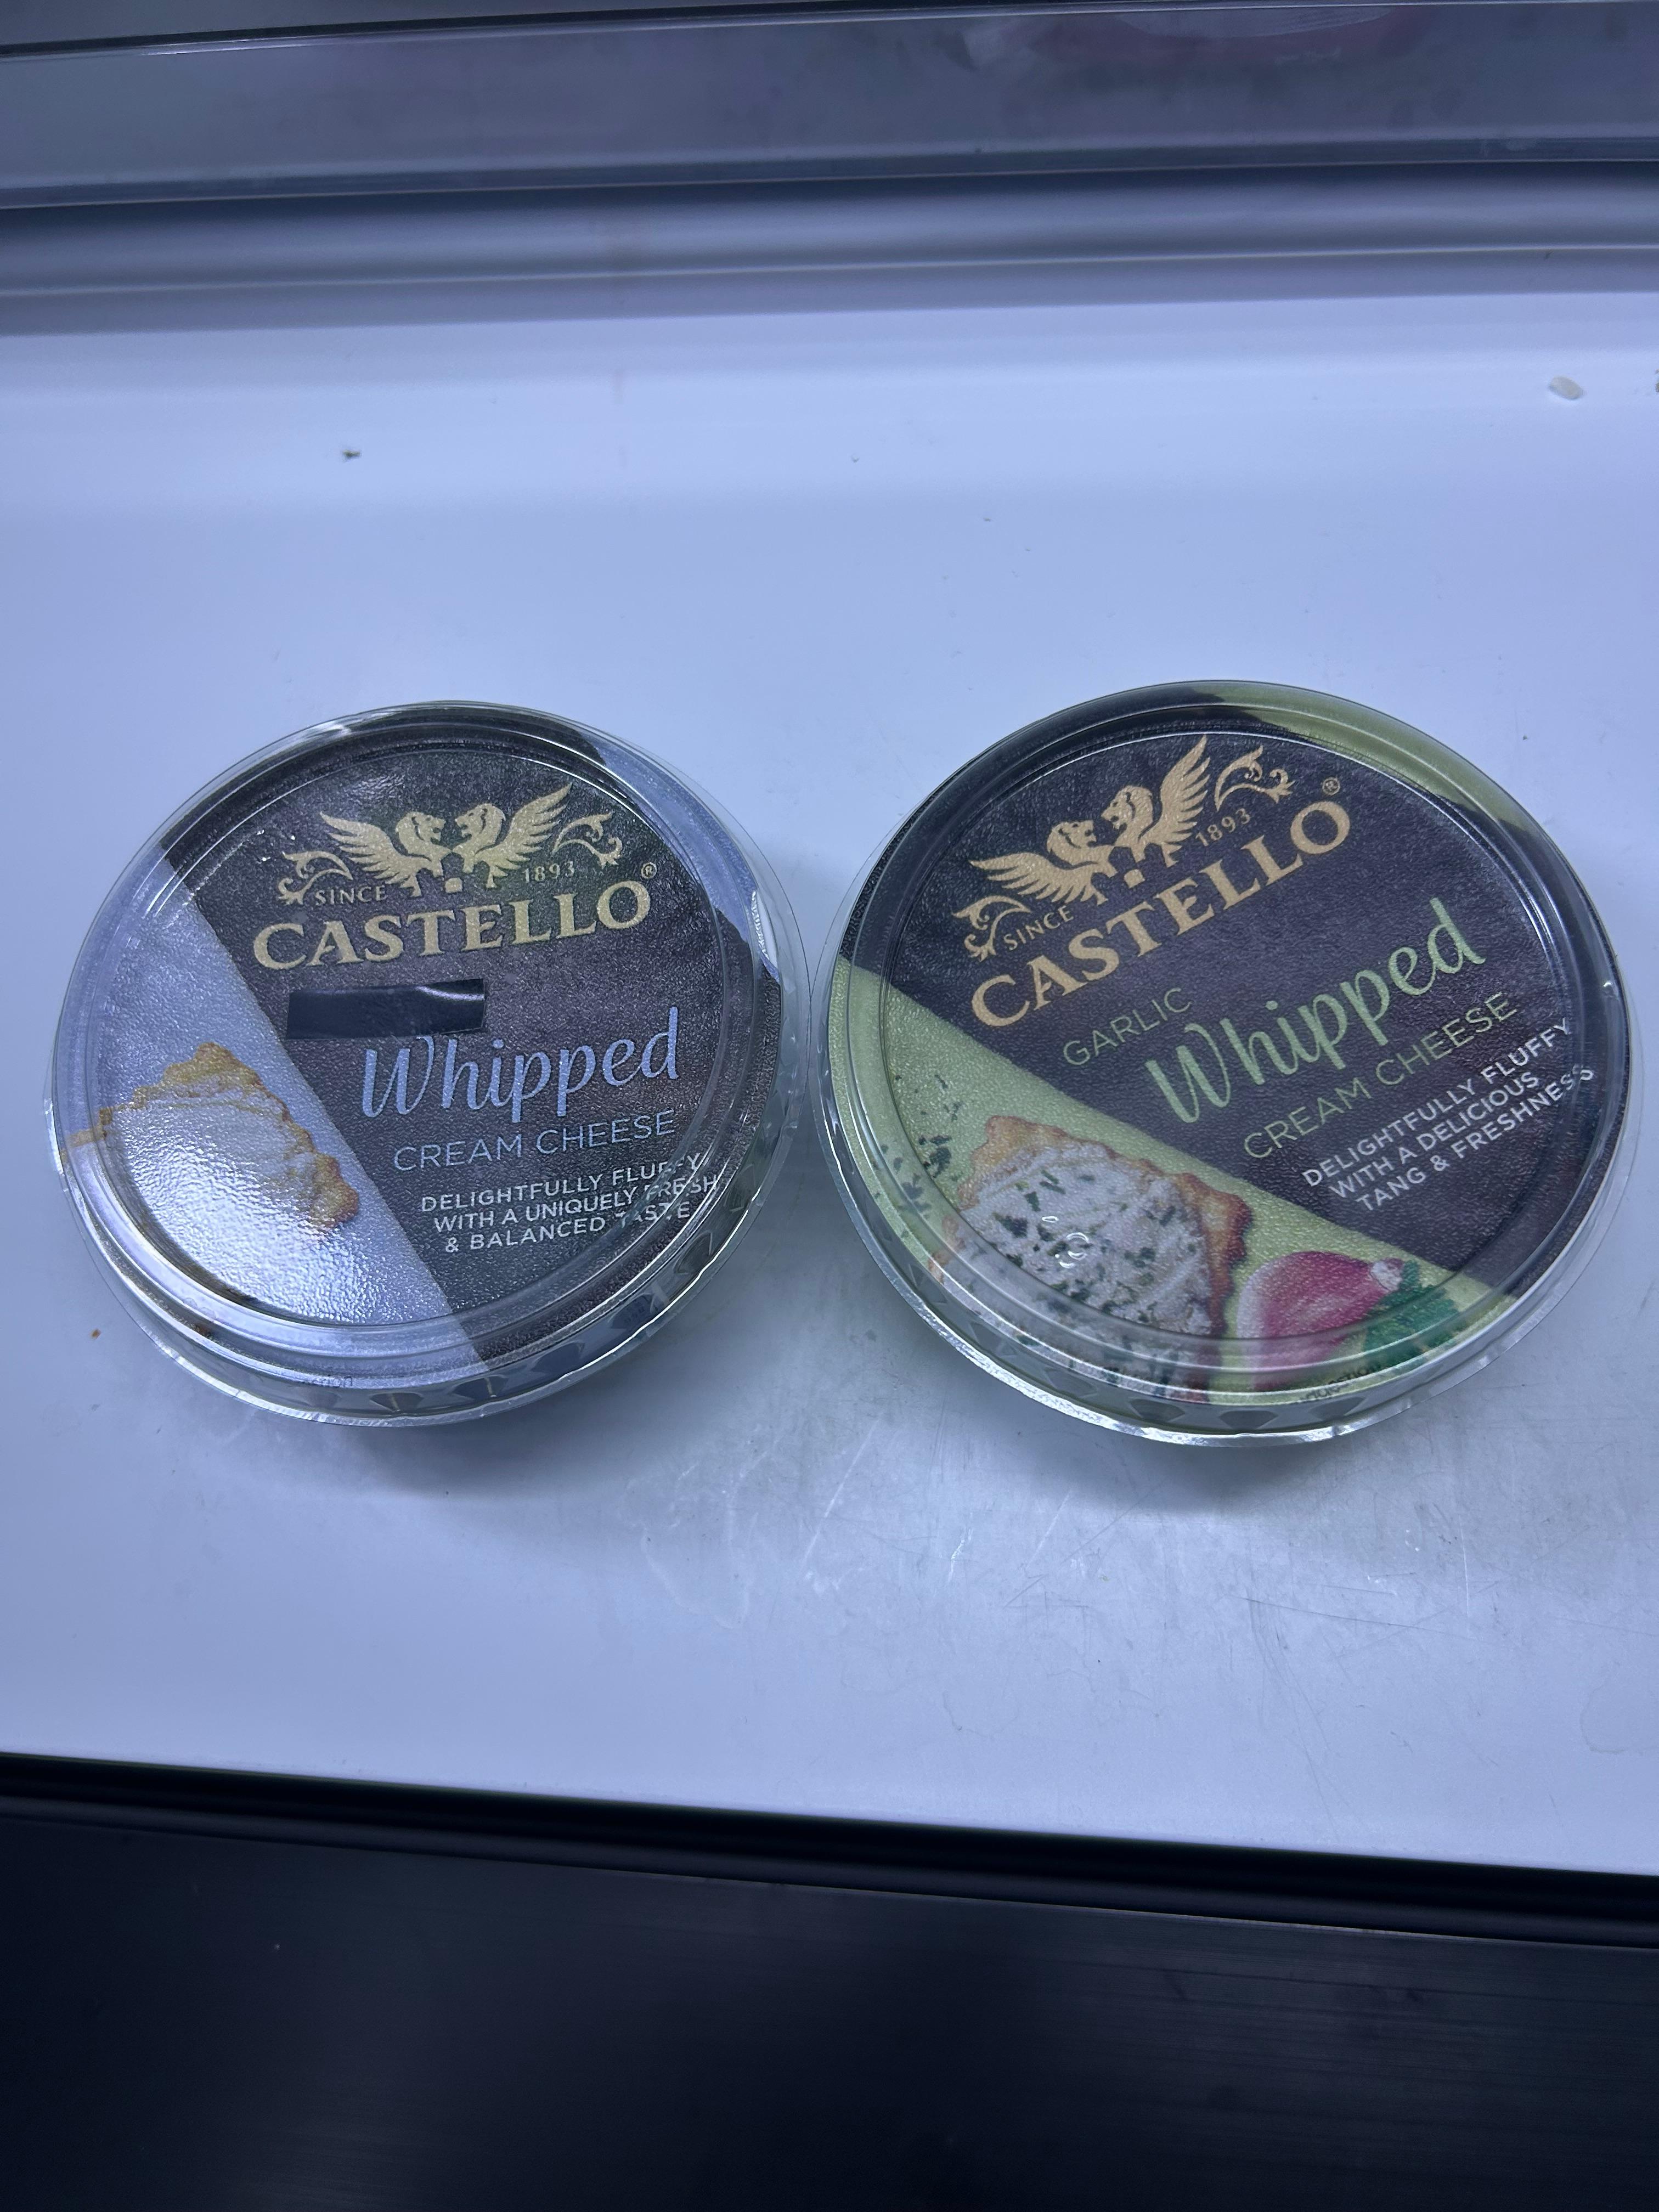 SINCE 1893
CASTELLO®
Whipped
CREAM CHEESE
DELIGHTFULLY FLUFFY
WITH A UNIQUELY FRESH
& BALANCED TASTE
SINCE 1893
CASTELLO®
GARLIC
Whipped
CREAM CHEESE
DELIGHTFULLY FLUFFY
WITH A DELICIOUS
TANG & FRESHNESS